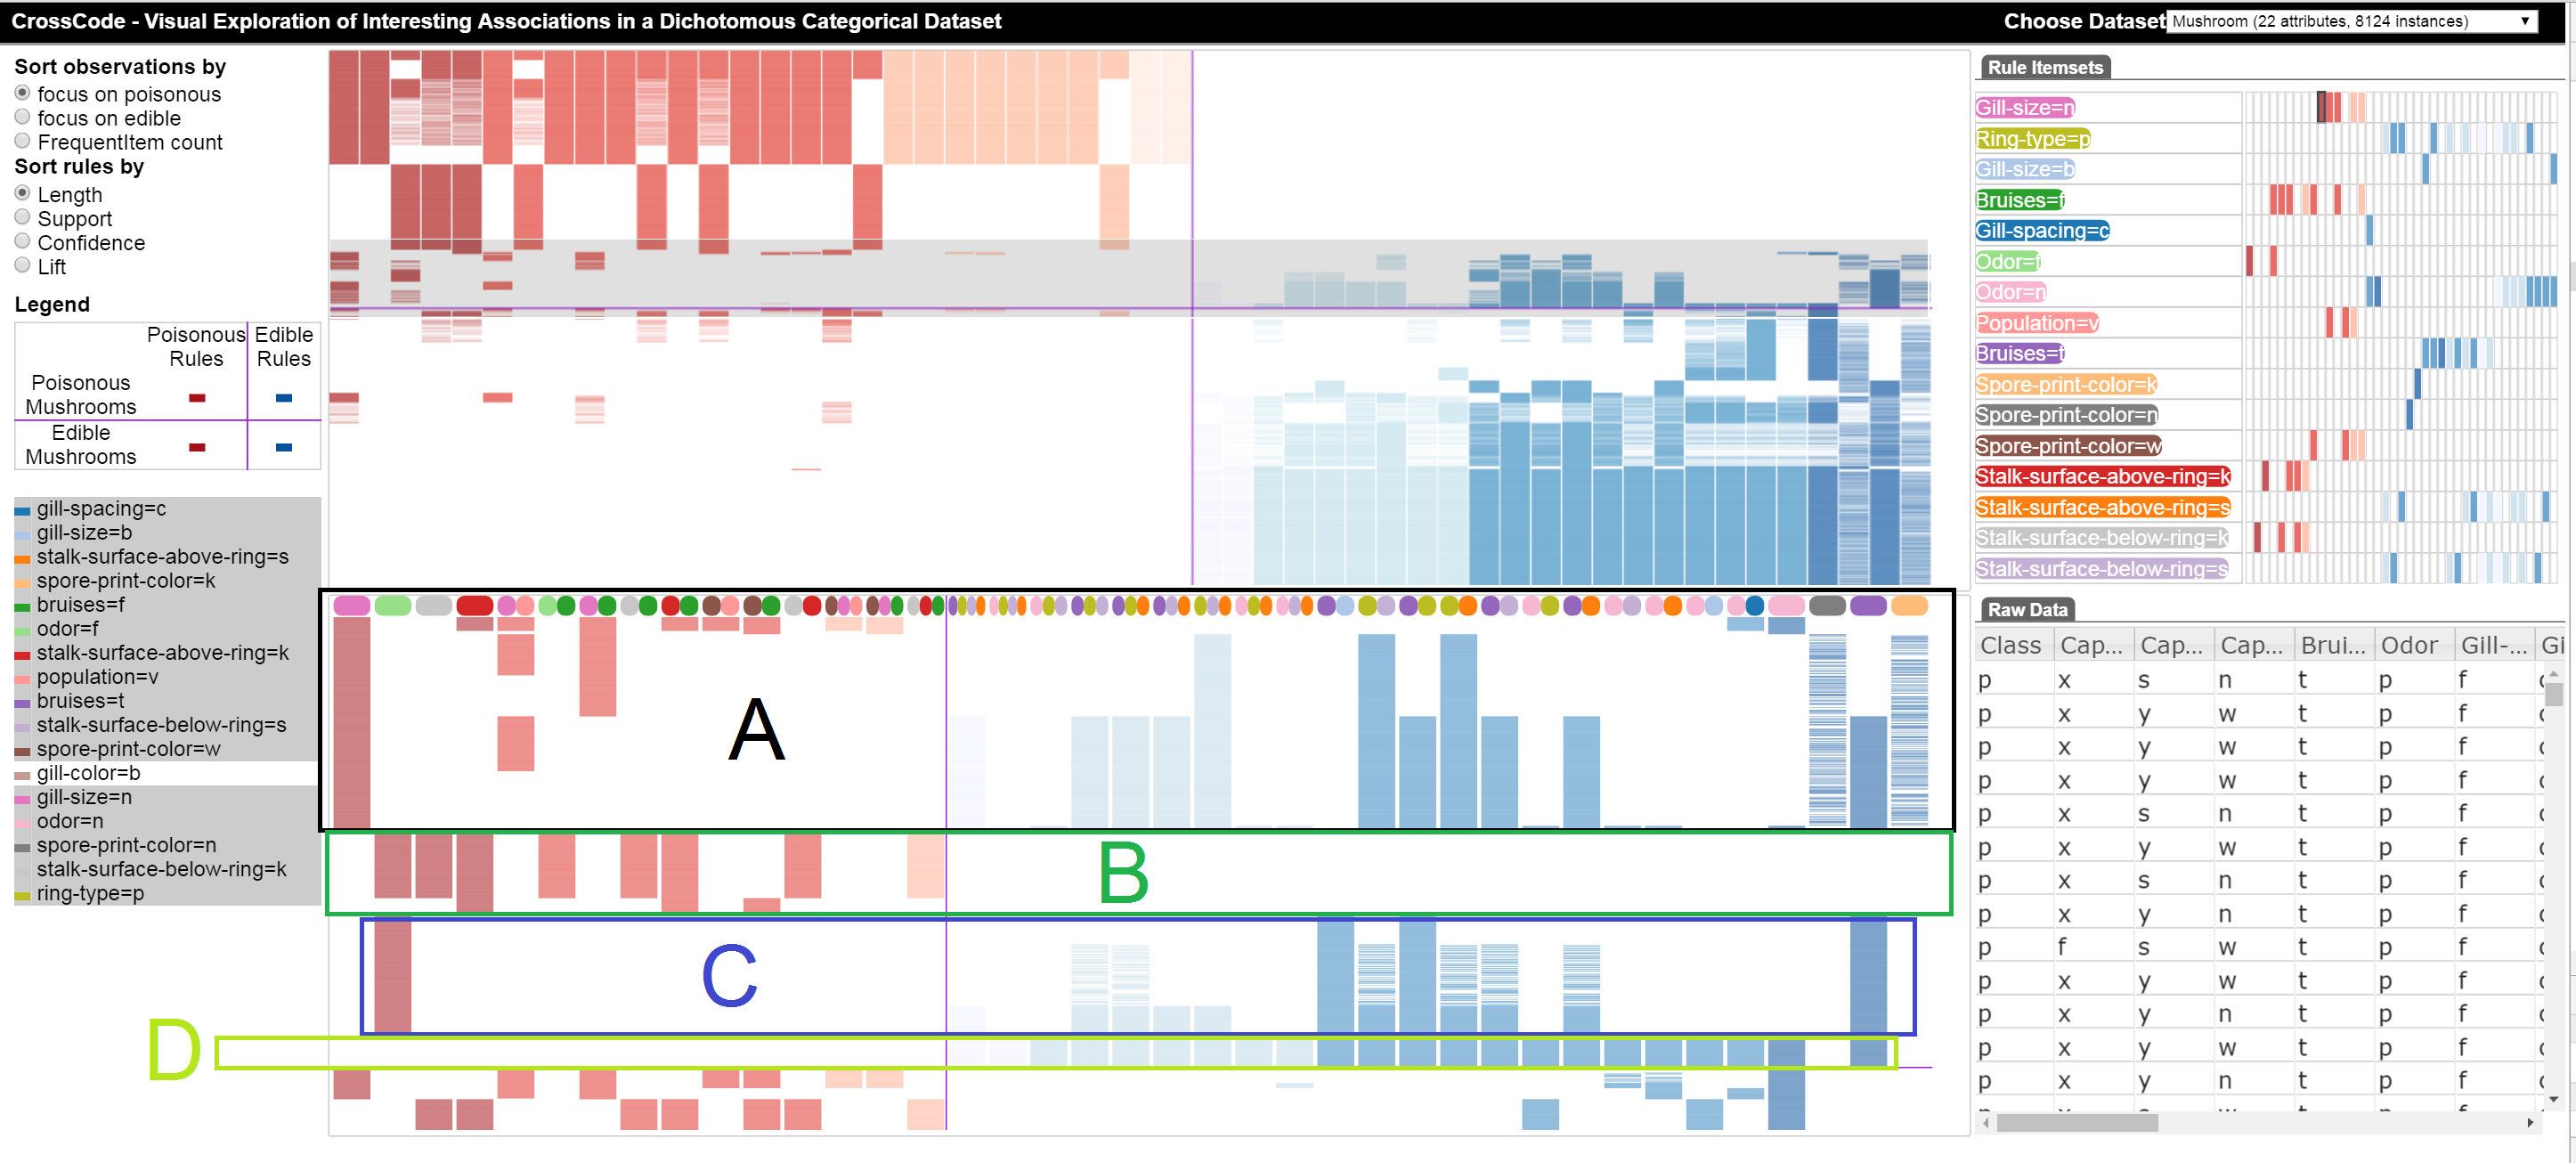 CrossCode - Visual Exploration of Interesting Associations in a Dichotomous Categorical Dataset
Choose Dataset Mushroom (22 attributes, 8124 instances)
Sort observations by
focus on poisonous
focus on edible
FrequentItem count
Sort rules by
Length
Support
Confidence
Lift
Legend
Poisonous Rules
Edible Rules
Poisonous Mushrooms
Edible Mushrooms
gill-spacing=c
gill-size=b
stalk-surface-above-ring=s
spore-print-color=k
bruises=f
odor=f
stalk-surface-above-ring=k
population=v
bruises=t
stalk-surface-below-ring=s
spore-print-color=w
gill-color=b
gill-size=n
odor=n
spore-print-color=n
stalk-surface-below-ring=k
ring-type=p
A
B
C
D
Rule Itemsets
Gill-size=n
Ring-type=p
Gill-size=b
Bruises=f
Gill-spacing=c
Odor=f
Odor=n
Population=v
Bruises=t
Spore-print-color=k
Spore-print-color=n
Spore-print-color=w
Stalk-surface-above-ring=k
Stalk-surface-above-ring=s
Stalk-surface-below-ring=k
Stalk-surface-below-ring=s
Raw Data
Class Cap... Cap... Cap... Brui... Odor Gill-... Gi
p x s n t p f
p x y w t p f
p x y w t p f
p x y w t p f
p x s n t p f
p x y w t p f
p x s n t p f
p x y n t p f
p f s w t p f
p x y w t p f
p x y n t p f
p x y w t p f
p x y n t p f